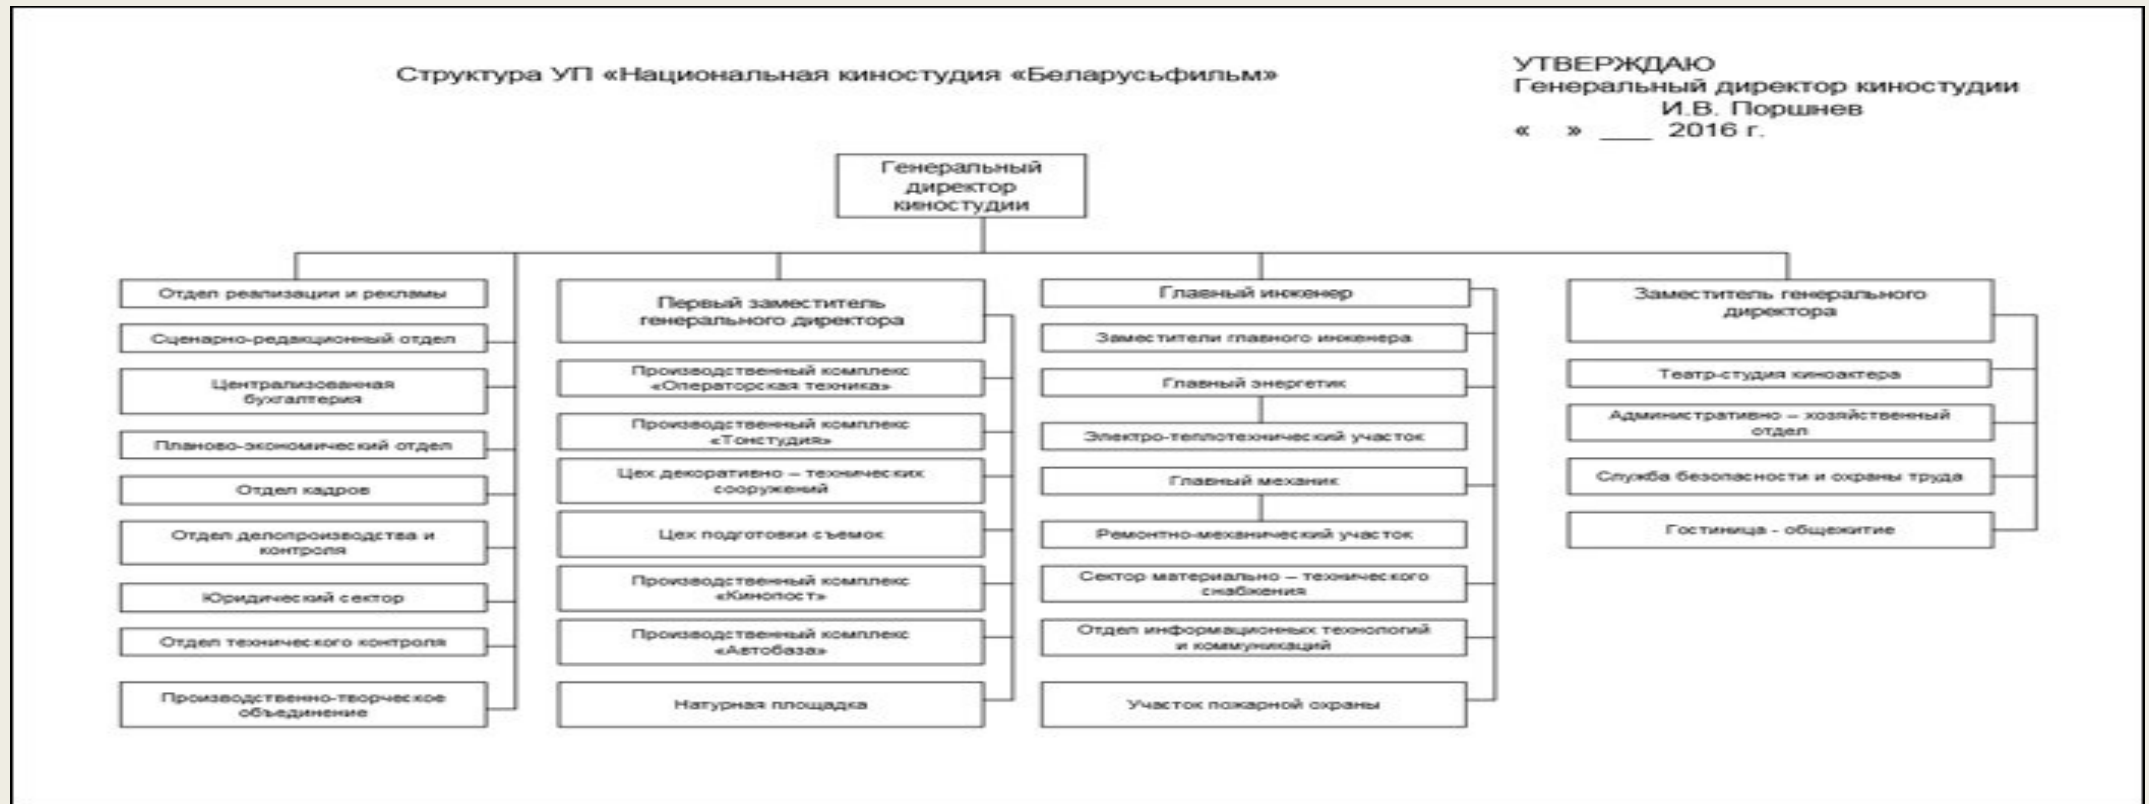 Структура УП «Национальная киностудия «Беларусьфильм»
УТВЕРЖДАЮ
Генеральный директор киностудии
И.В. Поршнев
« » ___ 2016 г.
Генеральный
директор
киностудии
Отдел реализации и рекламы
Сценарно-редакционный отдел
Централизованная
бухгалтерия
Планово-экономический отдел
Отдел кадров
Отдел делопроизводства и
контроля
Юридический сектор
Отдел технического контроля
Производственно-творческое
объединение
Первый заместитель
генерального директора
Производственный комплекс
«Операторская техника»
Производственный комплекс
«Тонстудия»
Цех декоративно – технических
сооружений
Цех подготовки съемок
Производственный комплекс
«Кинопост»
Производственный комплекс
«Автобаза»
Натурная площадка
Главный инженер
Заместители главного инженера
Главный энергетик
Электро-теплотехнический участок
Главный механик
Ремонтно-механический участок
Сектор материально – технического
снабжения
Отдел информационных технологий
и коммуникаций
Участок пожарной охраны
Заместитель генерального
директора
Театр-студия киноактера
Административно – хозяйственный
отдел
Служба безопасности и охраны труда
Гостиница - общежитие